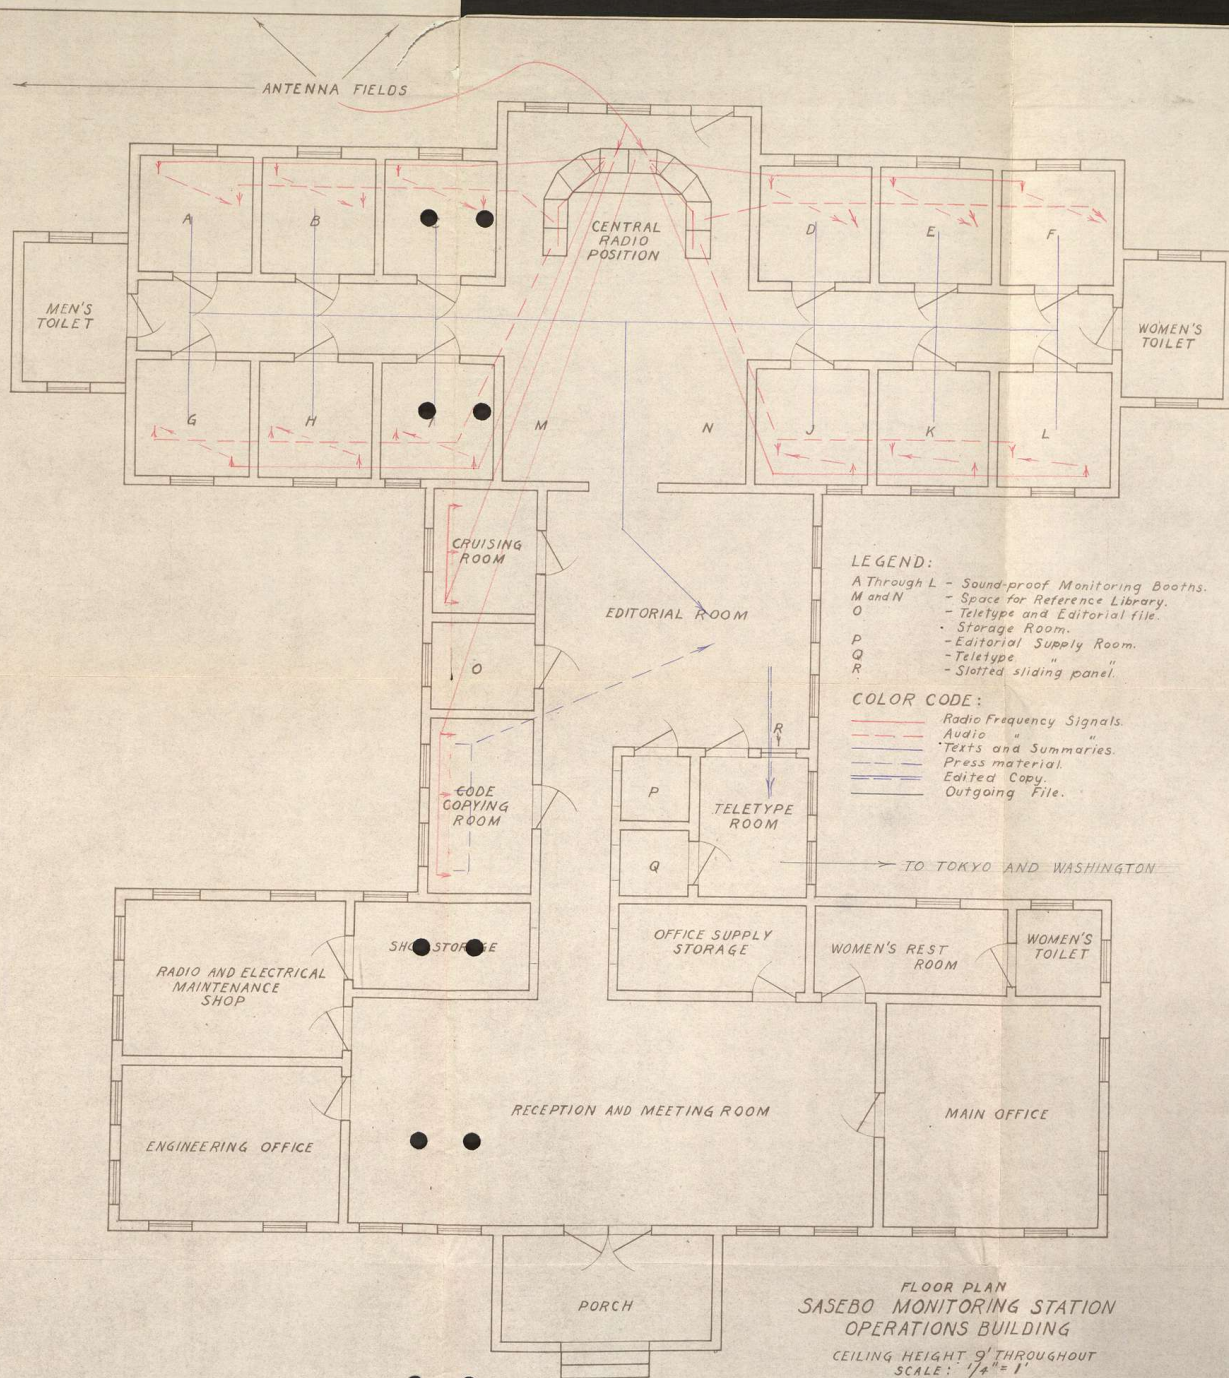 ANTENNA FIELDS
CENTRAL
RADIO
POSITION
A
B
C
D
E
F
MEN'S
TOILET
WOMEN'S
TOILET
G
H
I
M
N
J
K
L
CRUISING
ROOM
EDITORIAL ROOM
O
CODE
COPYING
ROOM
P
Q
R
TELETYPE
ROOM
TO TOKYO AND WASHINGTON
LEGEND:
A Through L - Sound-proof Monitoring Booths.
M and N - Space for Reference Library.
O - Teletype and Editorial file.
- Storage Room.
P - Editorial Supply Room.
Q - Teletype " "
R - Slotted sliding panel.
COLOR CODE:
Radio Frequency Signals.
Audio " "
Texts and Summaries.
Press material.
Edited Copy.
Outgoing File.
SHOP STORAGE
OFFICE SUPPLY
STORAGE
WOMEN'S REST
ROOM
WOMEN'S
TOILET
RADIO AND ELECTRICAL
MAINTENANCE
SHOP
ENGINEERING OFFICE
RECEPTION AND MEETING ROOM
MAIN OFFICE
PORCH
FLOOR PLAN
SASEBO MONITORING STATION
OPERATIONS BUILDING
CEILING HEIGHT 9' THROUGHOUT
SCALE: 1/4" = 1'